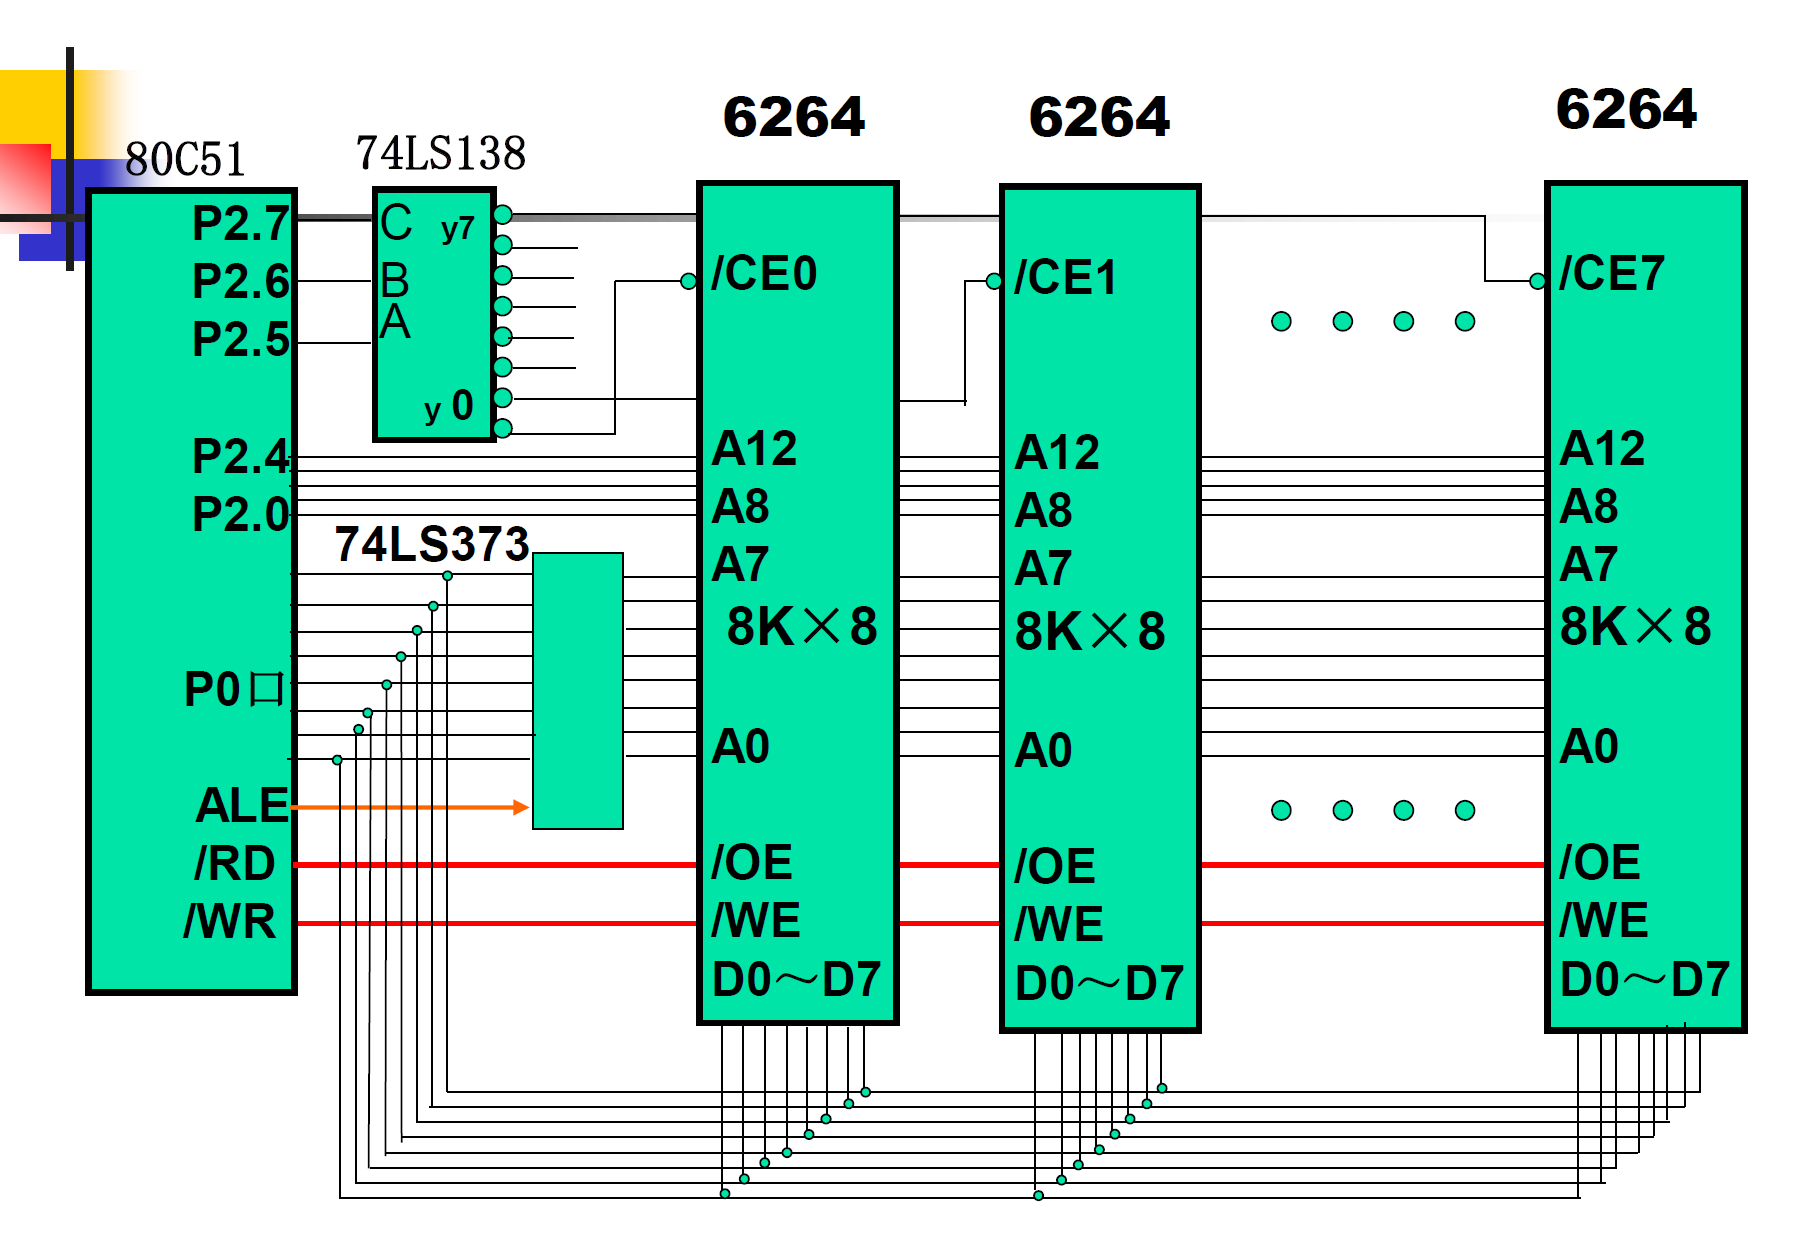 80C51
P2.7
P2.6
P2.5
P2.4
P2.0
P0口
ALE
/RD
/WR
74LS138
C
B
A
y7
y 0
74LS373
6264
/CE0
A12
A8
A7
8K×8
A0
/OE
/WE
D0～D7
6264
/CE1
A12
A8
A7
8K×8
A0
/OE
/WE
D0～D7
6264
/CE7
A12
A8
A7
8K×8
A0
/OE
/WE
D0～D7